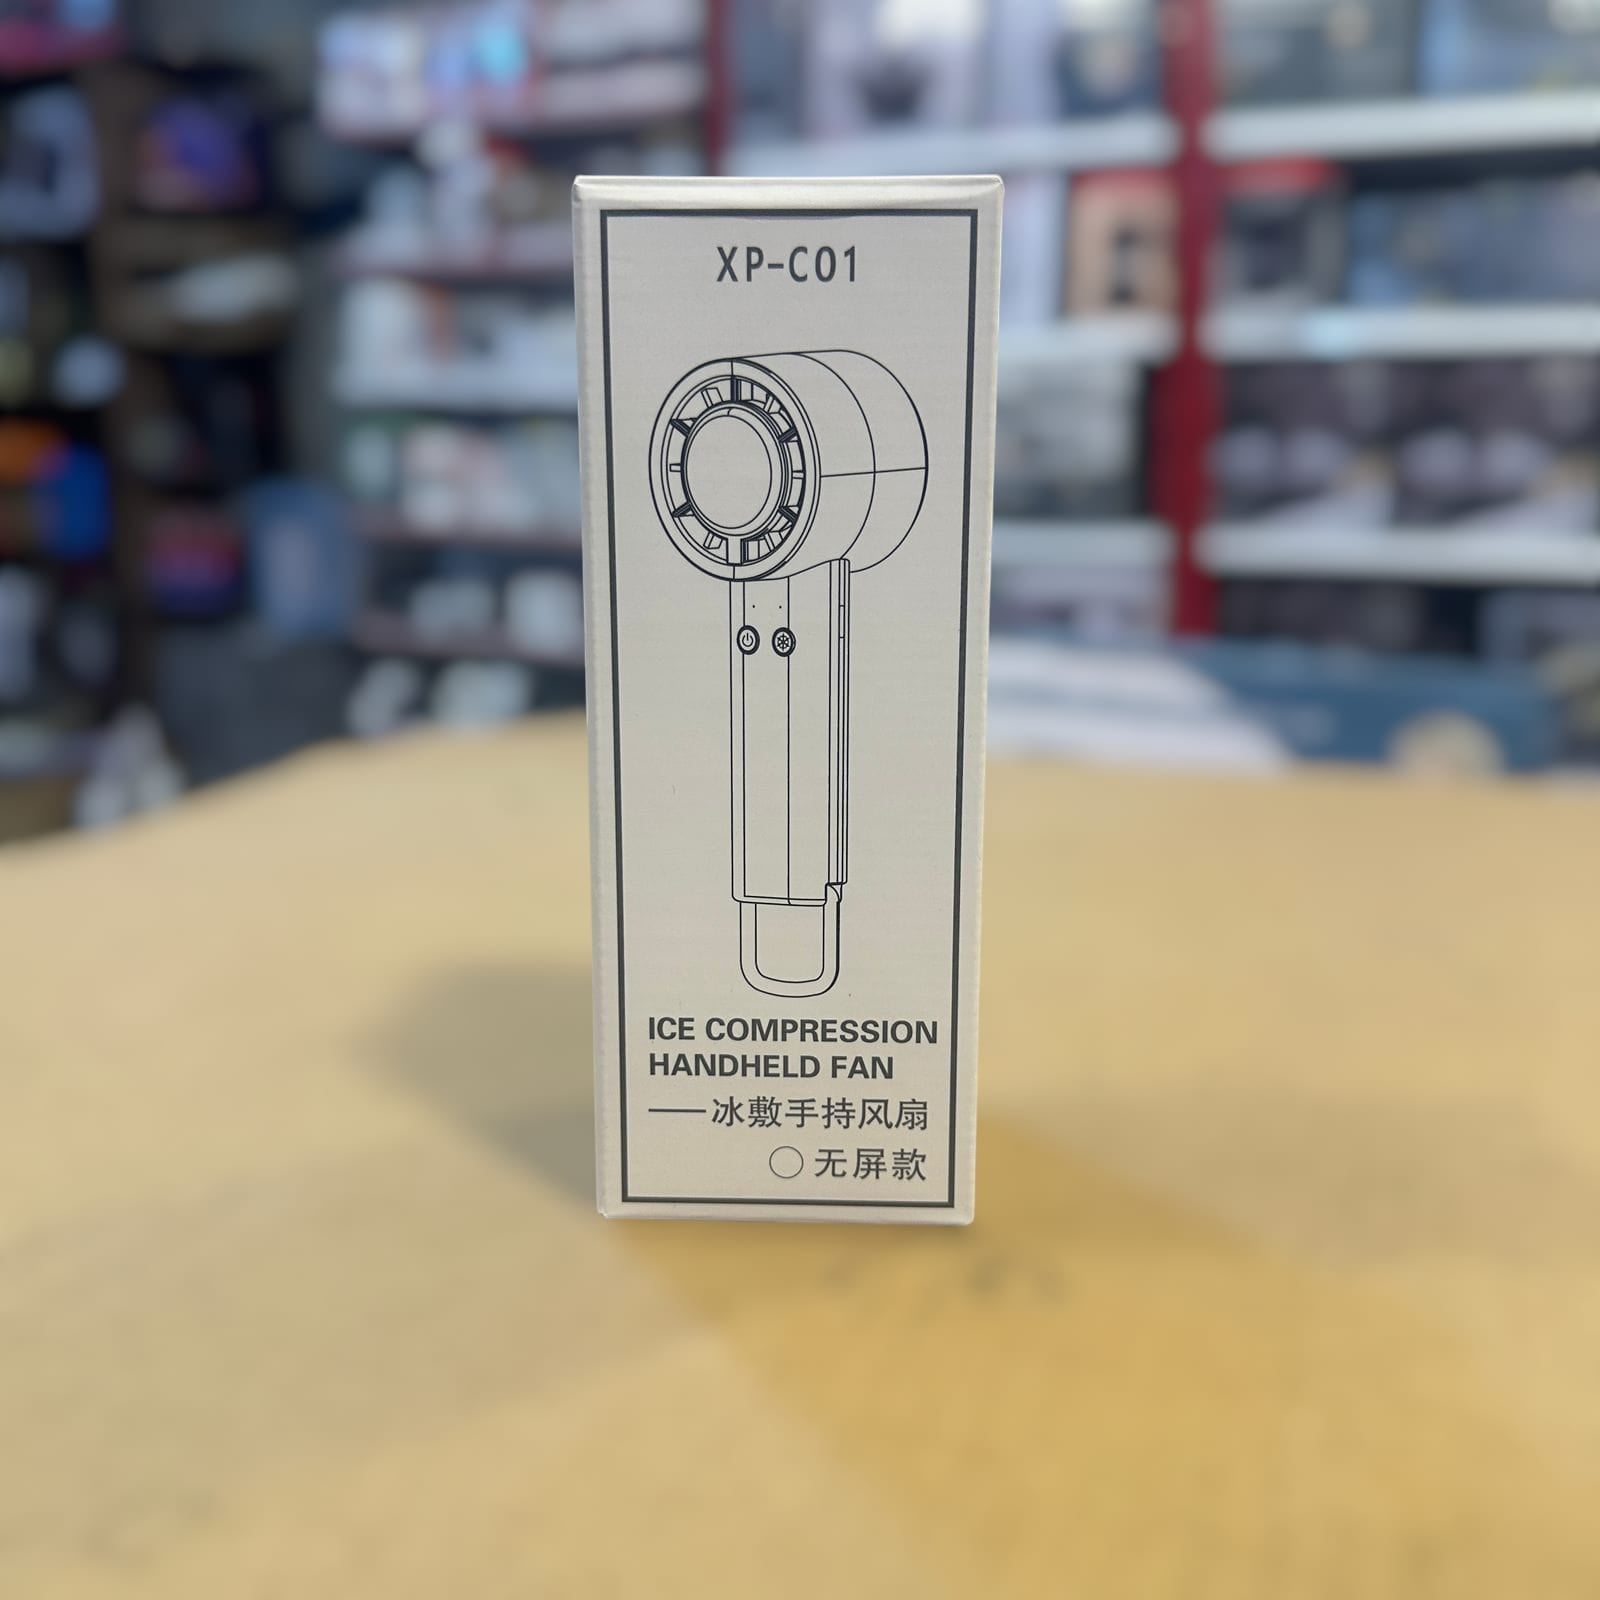 XP-C01
ICE COMPRESSION
HANDHELD FAN
——冰敷手持风扇
○ 无屏款